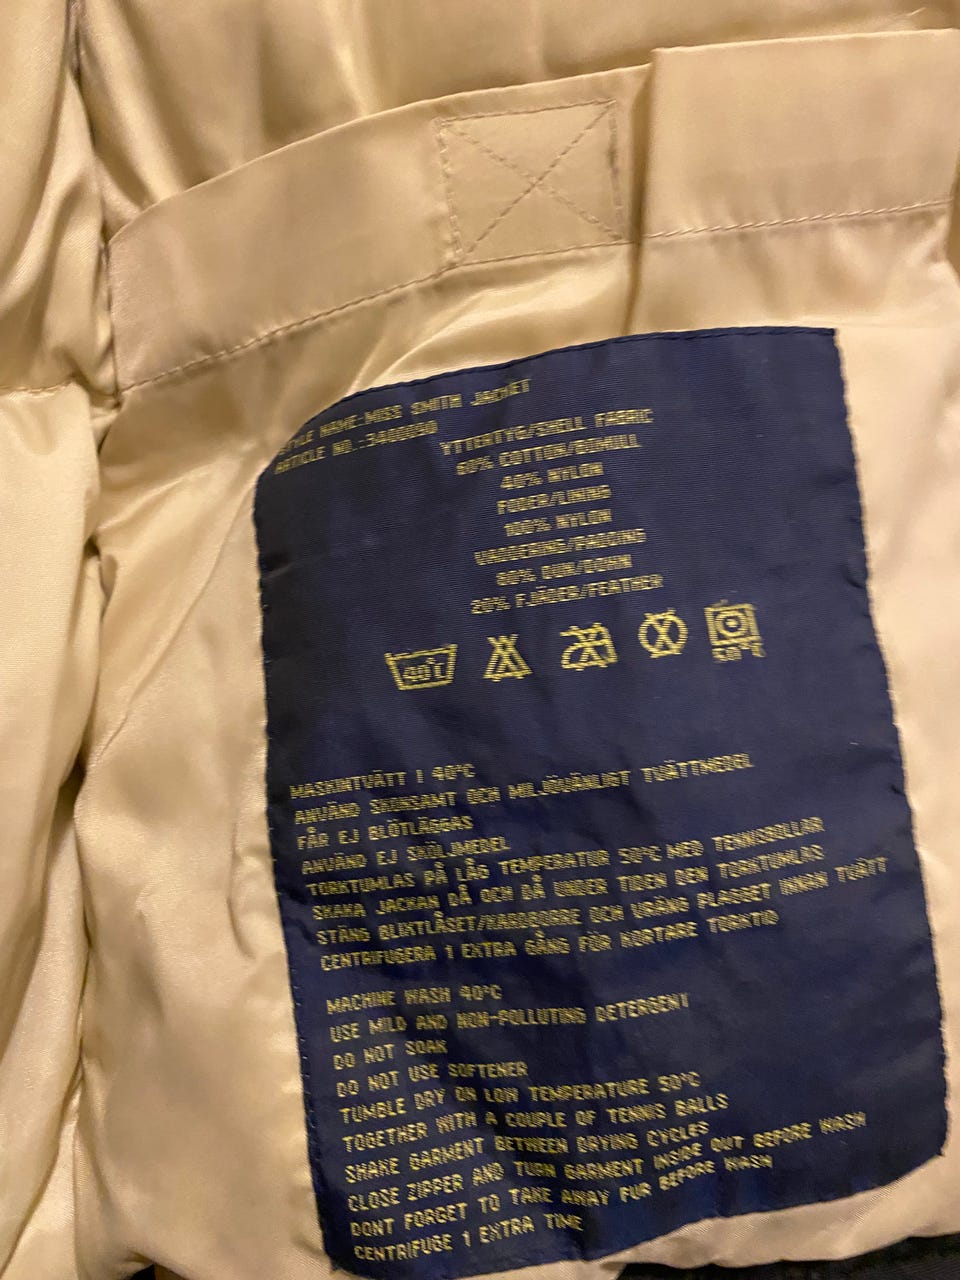 STYLE NAME:MISS SMITH JACKET
ARTICLE NO.:3400030
YTTERTYG/SHELL FABRIC
60% COTTON/BOMULL
40% NYLON
FODER/LINING
100% NYLON
VADDERING/PADDING
80% DUN/DOWN
20% FJÄDER/FEATHER
40°C
50°C
MASKINTVÄTT I 40°C
ANVÄND SKONSAMT OCH MILJÖVÄNLIGT TVÄTTMEDEL
FÅR EJ BLÖTLÄGGAS
ANVÄND EJ SKÖLJMEDEL
TORKTUMLAS PÅ LÅG TEMPERATUR 50°C MED TENNISBOLLAR
SKAKA JACKAN DÅ OCH DÅ UNDER TIDEN DEN TORKTUMLAS
STÄNG BLIXTLÅSET/KARDBORRE OCH VRÄNG PLAGGET INNAN TVÄTT
CENTRIFUGERA 1 EXTRA GÅNG FÖR KORTARE TORKTID
MACHINE WASH 40°C
USE MILD AND NON-POLLUTING DETERGENT
DO NOT SOAK
DO NOT USE SOFTENER
TUMBLE DRY ON LOW TEMPERATURE 50°C
TOGETHER WITH A COUPLE OF TENNIS BALLS
SHAKE GARMENT BETWEEN DRYING CYCLES
CLOSE ZIPPER AND TURN GARMENT INSIDE OUT BEFORE WASH
DONT FORGET TO TAKE AWAY FUR BEFORE WASH
CENTRIFUGE 1 EXTRA TIME